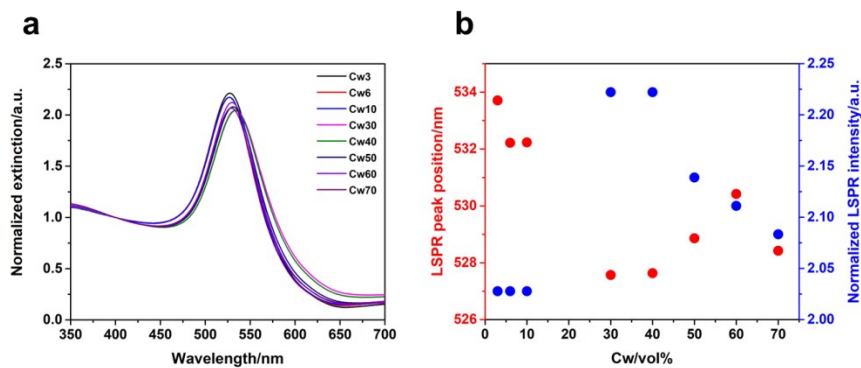 a
Normalized extinction/a.u.
2.5
2.0
1.5
1.0
0.5
0.0
350 400 450 500 550 600 650 700
Wavelength/nm
Cw3
Cw6
Cw10
Cw30
Cw40
Cw50
Cw60
Cw70
b
LSPR peak position/nm
534
532
530
528
526
0 10 20 30 40 50 60 70
Cw/vol%
2.25
2.20
2.15
2.10
2.05
2.00
Normalized LSPR intensity/a.u.